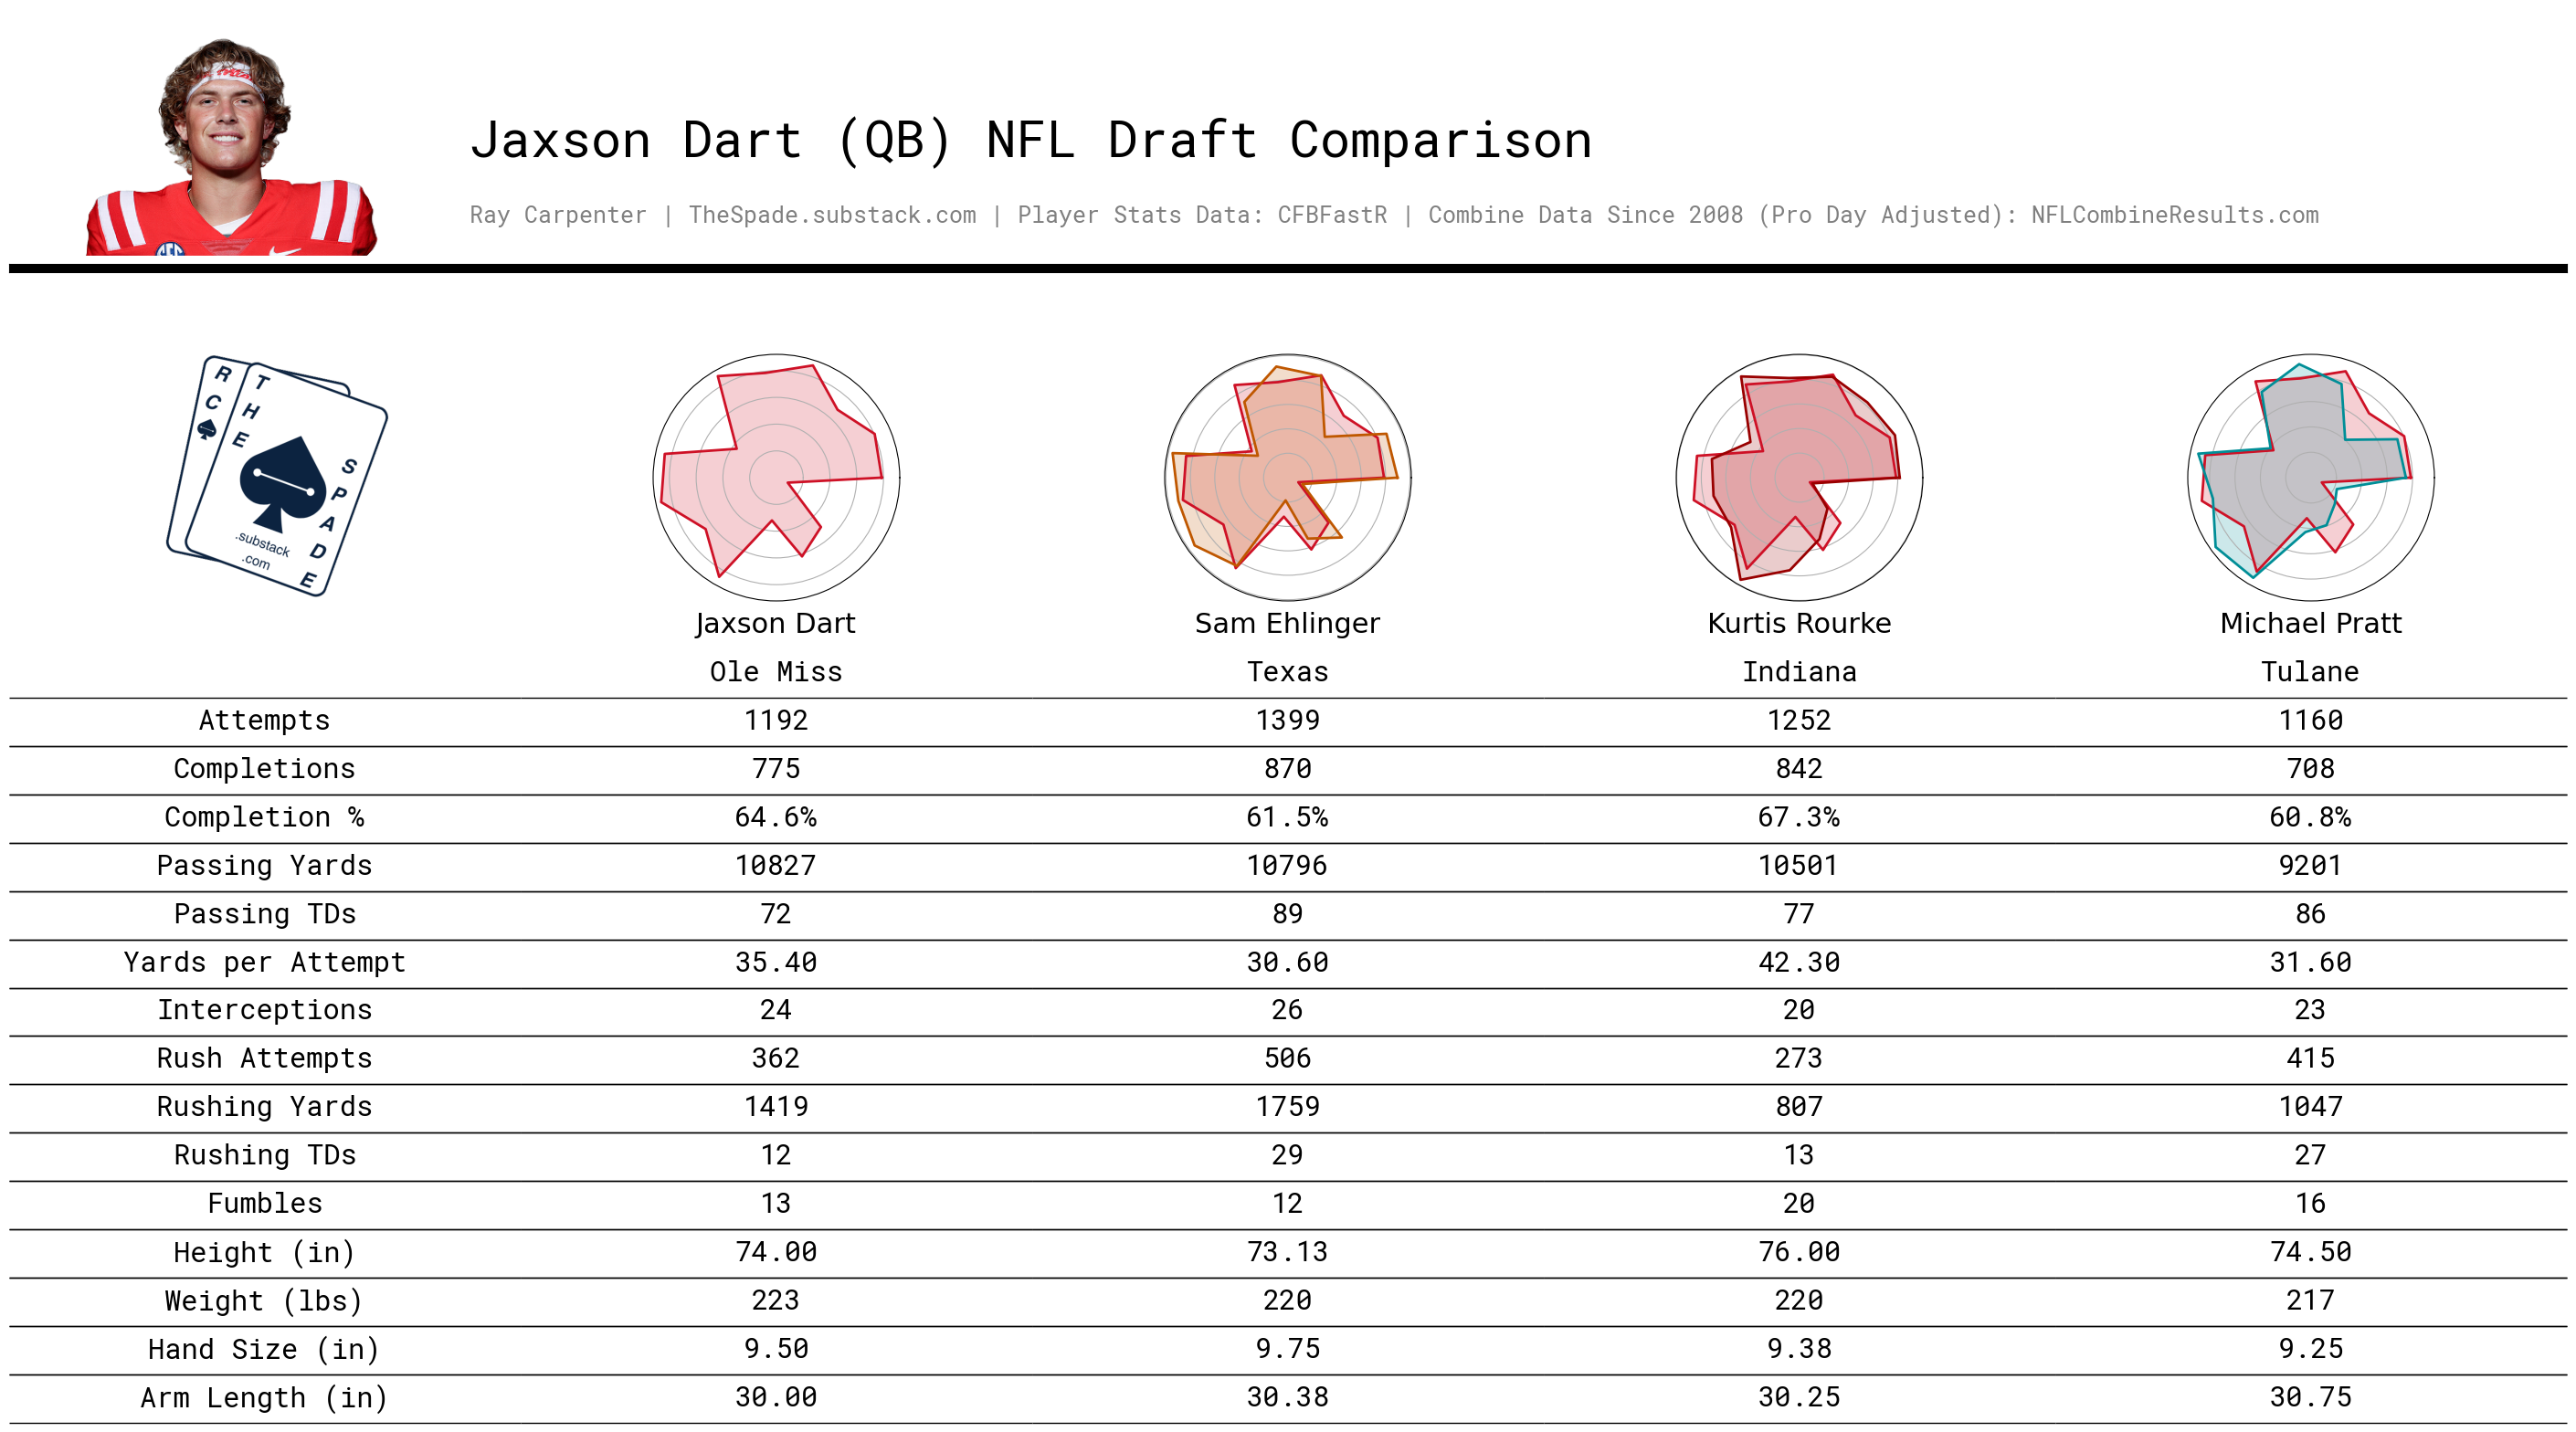 Jaxson Dart (QB) NFL Draft Comparison
Ray Carpenter | TheSpade.substack.com | Player Stats Data: CFBFastR | Combine Data Since 2008 (Pro Day Adjusted): NFLCombineResults.com
R C
THE SPADE
.substack
.com
Jaxson Dart Sam Ehlinger Kurtis Rourke Michael Pratt
Ole Miss Texas Indiana Tulane
Attempts 1192 1399 1252 1160
Completions 775 870 842 708
Completion % 64.6% 61.5% 67.3% 60.8%
Passing Yards 10827 10796 10501 9201
Passing TDs 72 89 77 86
Yards per Attempt 35.40 30.60 42.30 31.60
Interceptions 24 26 20 23
Rush Attempts 362 506 273 415
Rushing Yards 1419 1759 807 1047
Rushing TDs 12 29 13 27
Fumbles 13 12 20 16
Height (in) 74.00 73.13 76.00 74.50
Weight (lbs) 223 220 220 217
Hand Size (in) 9.50 9.75 9.38 9.25
Arm Length (in) 30.00 30.38 30.25 30.75